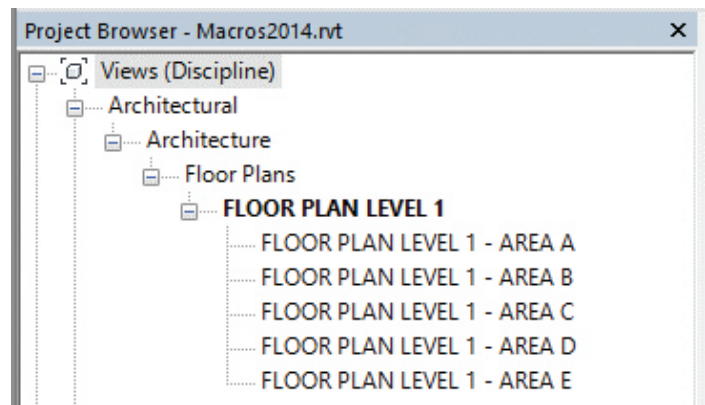 Project Browser - Macros2014.rvt
Views (Discipline)
Architectural
Architecture
Floor Plans
FLOOR PLAN LEVEL 1
FLOOR PLAN LEVEL 1 - AREA A
FLOOR PLAN LEVEL 1 - AREA B
FLOOR PLAN LEVEL 1 - AREA C
FLOOR PLAN LEVEL 1 - AREA D
FLOOR PLAN LEVEL 1 - AREA E